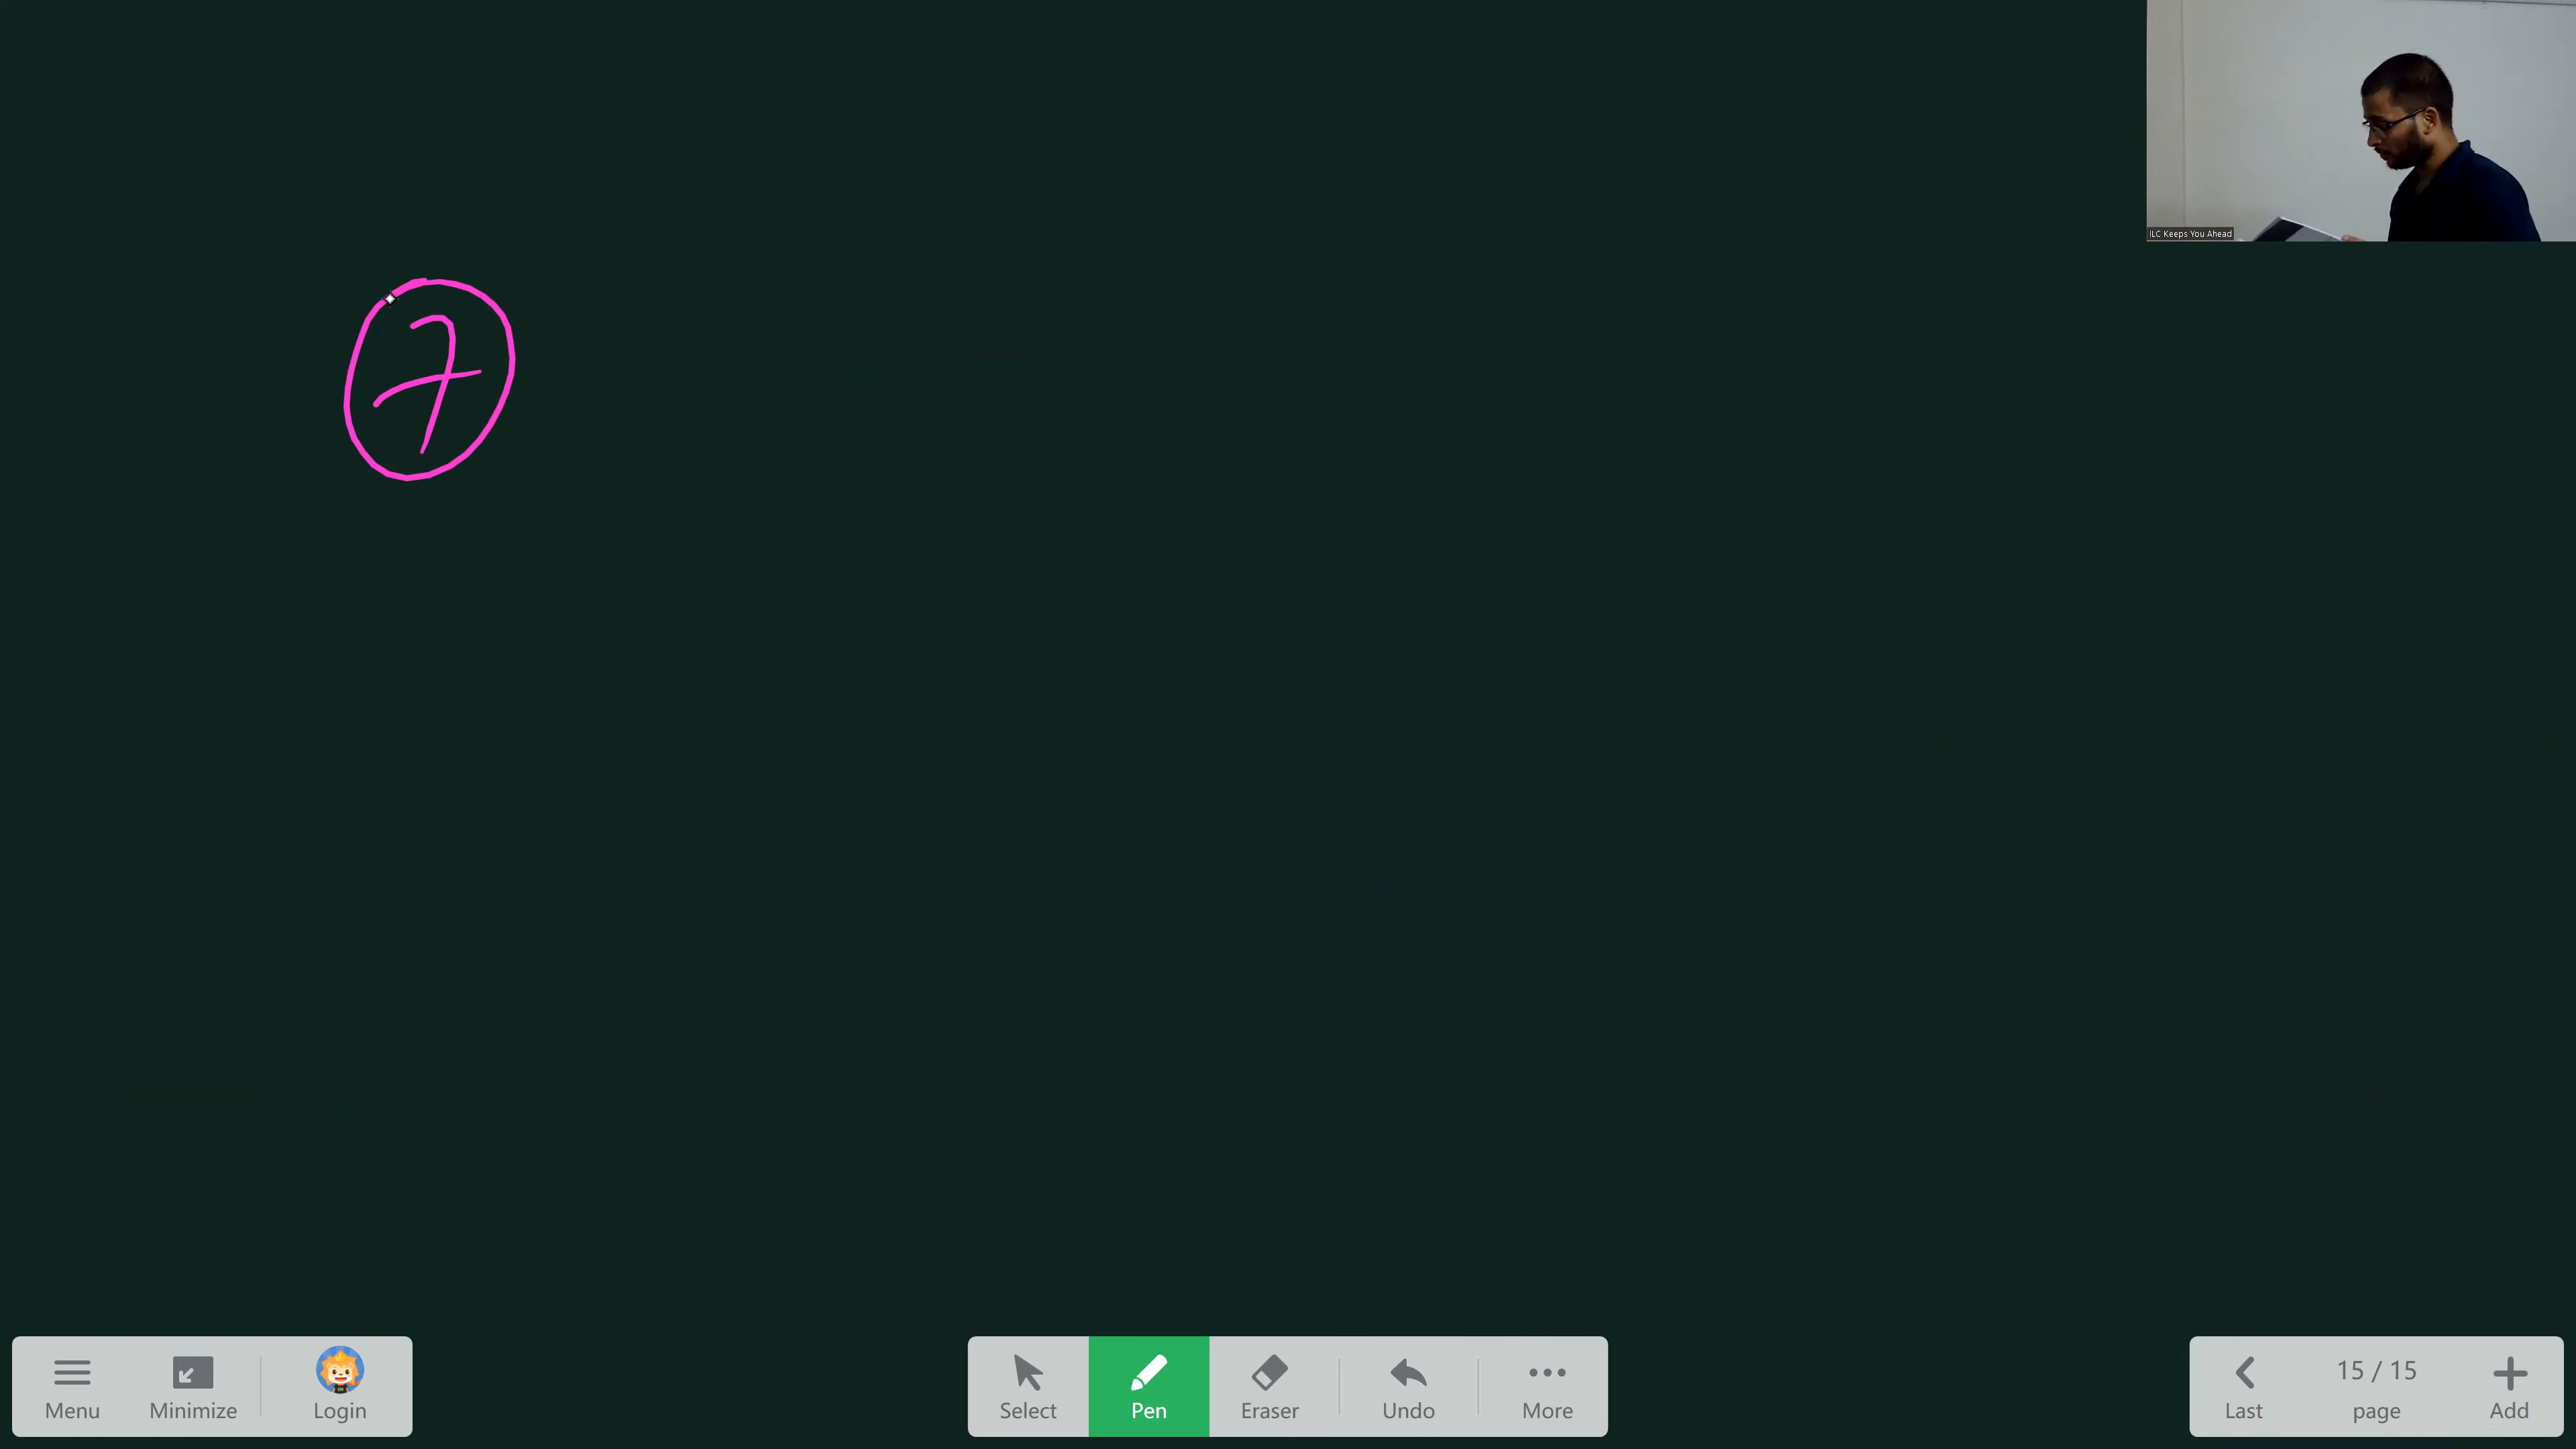 ILC Keeps You Ahead
7
Menu
Minimize
Login
Select
Pen
Eraser
Undo
More
Last
15 / 15
page
Add